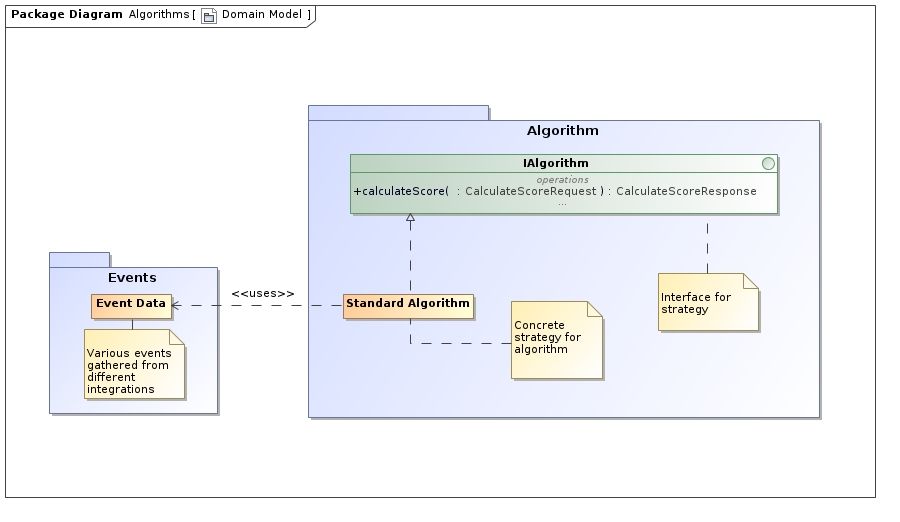 Package Diagram Algorithms [ Domain Model ]
Algorithm
IAlgorithm
operations
+calculateScore(  : CalculateScoreRequest ) : CalculateScoreResponse
...
Events
Event Data
<<uses>>
Standard Algorithm
Interface for
strategy
Concrete
strategy for
algorithm
Various events
gathered from
different
integrations